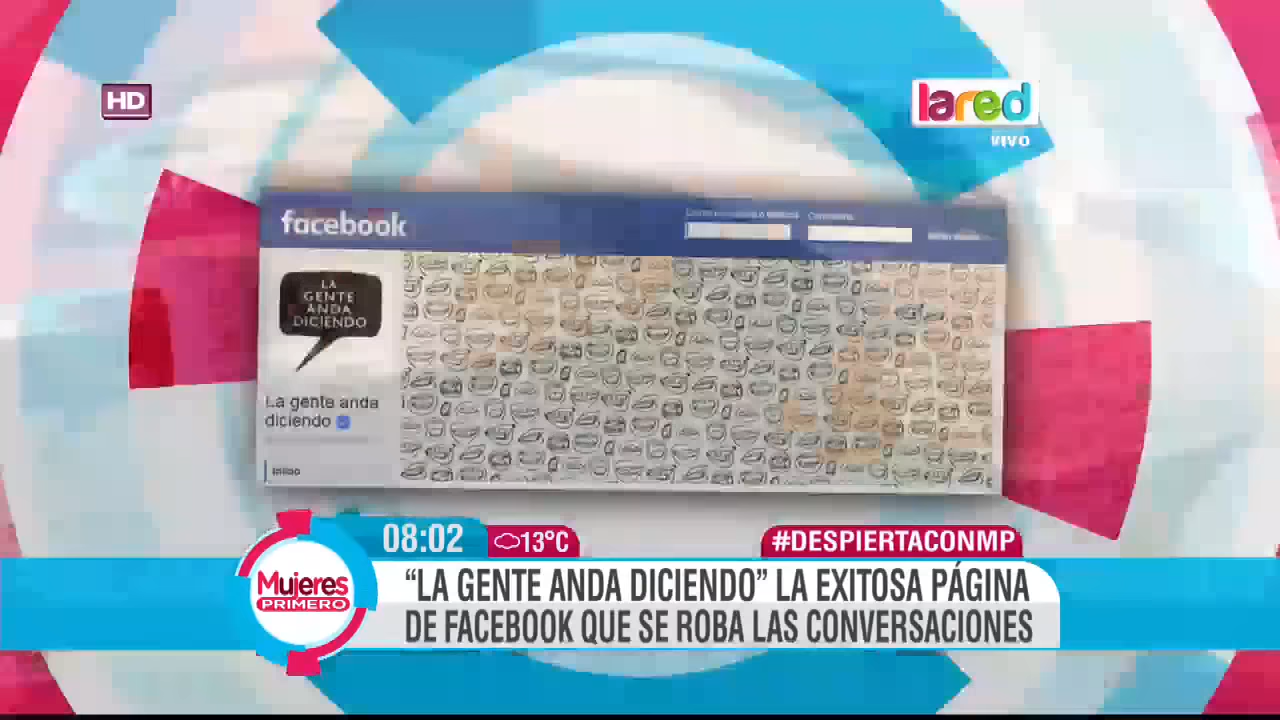 HD
lared
VIVO
facebook
LA
GENTE
ANDA
DICIENDO
La gente anda
diciendo
Inicio
08:02
13°C
#DESPIERTACONMP
Mujeres
PRIMERO
“LA GENTE ANDA DICIENDO” LA EXITOSA PÁGINA
DE FACEBOOK QUE SE ROBA LAS CONVERSACIONES